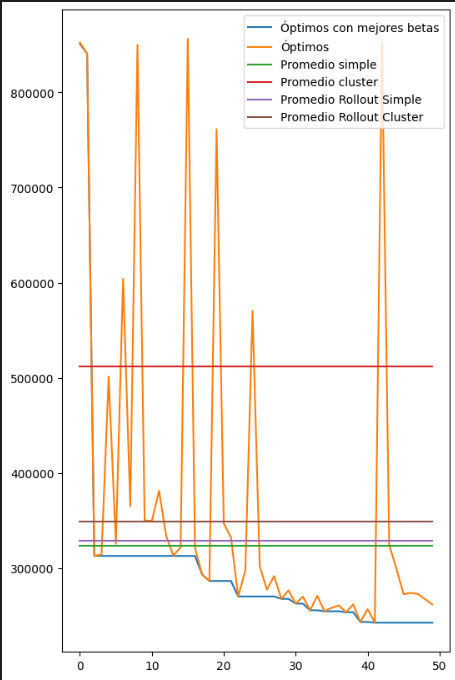 Óptimos con mejores betas
Óptimos
Promedio simple
Promedio cluster
Promedio Rollout Simple
Promedio Rollout Cluster
800000
700000
600000
500000
400000
300000
0 10 20 30 40 50